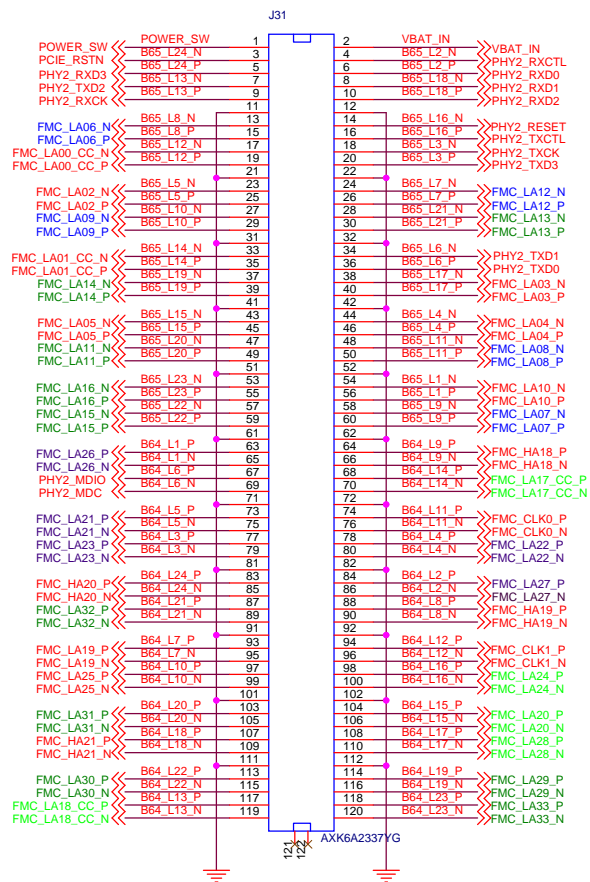 J31
POWER_SW POWER_SW 1 2 VBAT_IN VBAT_IN
PCIE_RSTN B65_L24_N 3 4 B65_L2_N PHY2_RXCTL
PHY2_RXD3 B65_L24_P 5 6 B65_L2_P PHY2_RXD0
PHY2_TXD2 B65_L13_N 7 8 B65_L18_N PHY2_RXD1
PHY2_RXCK B65_L13_P 9 10 B65_L18_P PHY2_RXD2
11 12
FMC_LA06_N B65_L8_N 13 14 B65_L16_N PHY2_RESET
FMC_LA06_P B65_L8_P 15 16 B65_L16_P PHY2_TXCTL
FMC_LA00_CC_N B65_L12_N 17 18 B65_L3_N PHY2_TXCK
FMC_LA00_CC_P B65_L12_P 19 20 B65_L3_P PHY2_TXD3
21 22
FMC_LA02_N B65_L5_N 23 24 B65_L7_N FMC_LA12_N
FMC_LA02_P B65_L5_P 25 26 B65_L7_P FMC_LA12_P
FMC_LA09_N B65_L10_N 27 28 B65_L21_N FMC_LA13_N
FMC_LA09_P B65_L10_P 29 30 B65_L21_P FMC_LA13_P
31 32
FMC_LA01_CC_N B65_L14_N 33 34 B65_L6_N PHY2_TXD1
FMC_LA01_CC_P B65_L14_P 35 36 B65_L6_P PHY2_TXD0
FMC_LA14_N B65_L19_N 37 38 B65_L17_N FMC_LA03_N
FMC_LA14_P B65_L19_P 39 40 B65_L17_P FMC_LA03_P
41 42
FMC_LA05_N B65_L15_N 43 44 B65_L4_N FMC_LA04_N
FMC_LA05_P B65_L15_P 45 46 B65_L4_P FMC_LA04_P
FMC_LA11_N B65_L20_N 47 48 B65_L11_N FMC_LA08_N
FMC_LA11_P B65_L20_P 49 50 B65_L11_P FMC_LA08_P
51 52
FMC_LA16_N B65_L23_N 53 54 B65_L1_N FMC_LA10_N
FMC_LA16_P B65_L23_P 55 56 B65_L1_P FMC_LA10_P
FMC_LA15_N B65_L22_N 57 58 B65_L9_N FMC_LA07_N
FMC_LA15_P B65_L22_P 59 60 B65_L9_P FMC_LA07_P
61 62
FMC_LA26_P B64_L1_P 63 64 B64_L9_P FMC_HA18_P
FMC_LA26_N B64_L1_N 65 66 B64_L9_N FMC_HA18_N
PHY2_MDIO B64_L6_P 67 68 B64_L14_P FMC_LA17_CC_P
PHY2_MDC B64_L6_N 69 70 B64_L14_N FMC_LA17_CC_N
71 72
FMC_LA21_P B64_L5_P 73 74 B64_L11_P FMC_CLK0_P
FMC_LA21_N B64_L5_N 75 76 B64_L11_N FMC_CLK0_N
FMC_LA23_P B64_L3_P 77 78 B64_L4_P FMC_LA22_P
FMC_LA23_N B64_L3_N 79 80 B64_L4_N FMC_LA22_N
81 82
FMC_HA20_P B64_L24_P 83 84 B64_L2_P FMC_LA27_P
FMC_HA20_N B64_L24_N 85 86 B64_L2_N FMC_LA27_N
FMC_LA32_P B64_L21_P 87 88 B64_L8_P FMC_HA19_P
FMC_LA32_N B64_L21_N 89 90 B64_L8_N FMC_HA19_N
91 92
FMC_LA19_P B64_L7_P 93 94 B64_L12_P FMC_CLK1_P
FMC_LA19_N B64_L7_N 95 96 B64_L12_N FMC_CLK1_N
FMC_LA25_P B64_L10_P 97 98 B64_L16_P FMC_LA24_P
FMC_LA25_N B64_L10_N 99 100 B64_L16_N FMC_LA24_N
101 102
FMC_LA31_P B64_L20_P 103 104 B64_L15_P FMC_LA20_P
FMC_LA31_N B64_L20_N 105 106 B64_L15_N FMC_LA20_N
FMC_HA21_P B64_L18_P 107 108 B64_L17_P FMC_LA28_P
FMC_HA21_N B64_L18_N 109 110 B64_L17_N FMC_LA28_N
111 112
FMC_LA30_P B64_L22_P 113 114 B64_L19_P FMC_LA29_P
FMC_LA30_N B64_L22_N 115 116 B64_L19_N FMC_LA29_N
FMC_LA18_CC_P B64_L13_P 117 118 B64_L23_P FMC_LA33_P
FMC_LA18_CC_N B64_L13_N 119 120 B64_L23_N FMC_LA33_N
121 122 AXK6A2337YG